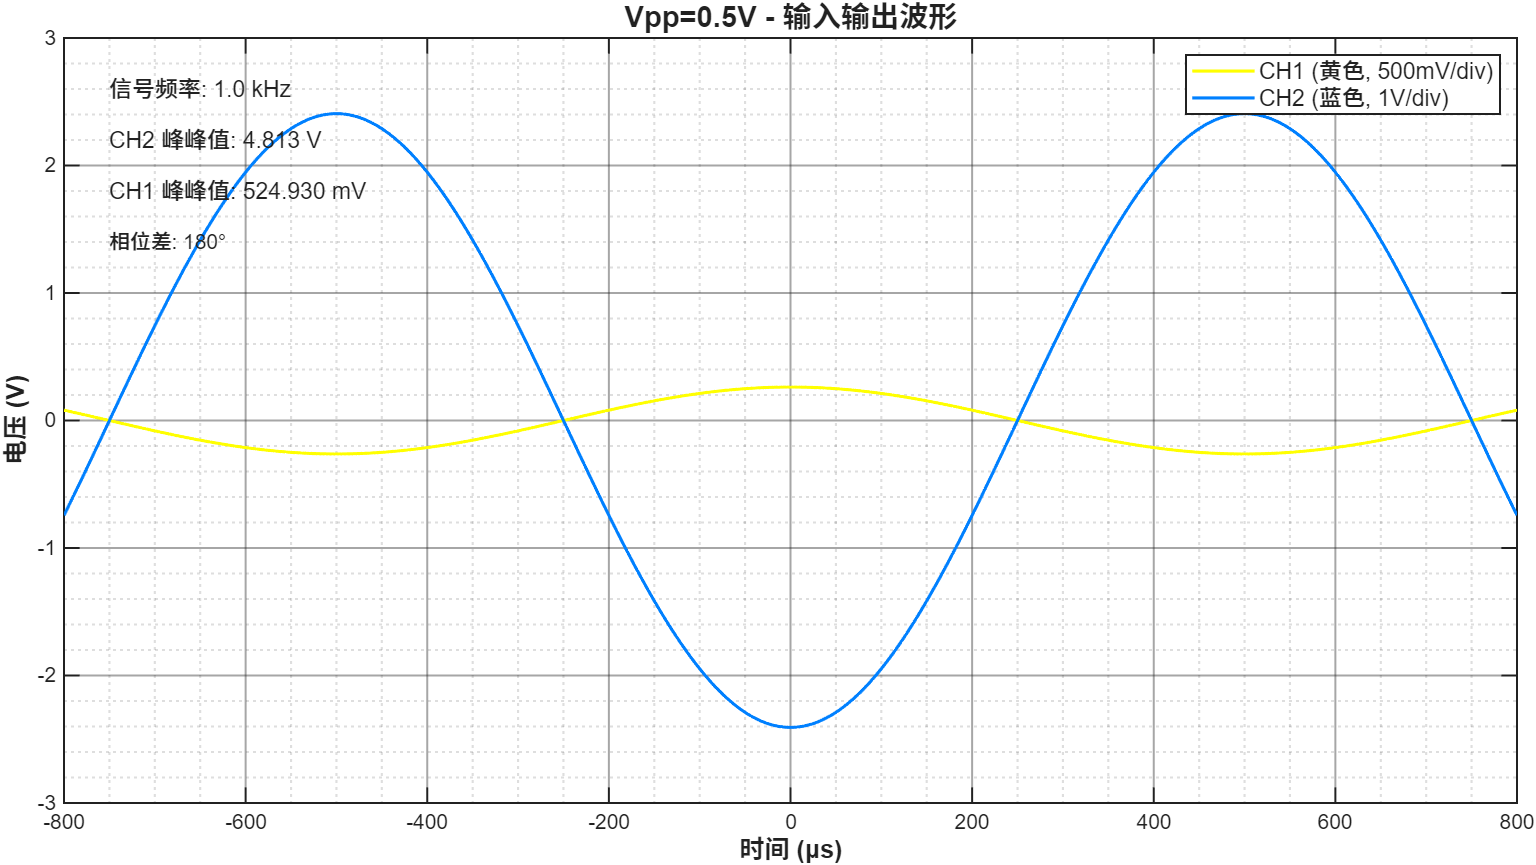 Vpp=0.5V - 输入输出波形
CH1 (黄色, 500mV/div)
CH2 (蓝色, 1V/div)
信号频率: 1.0 kHz
CH2 峰峰值: 4.813 V
CH1 峰峰值: 524.930 mV
相位差: 180°
电压 (V)
3
2
1
0
-1
-2
-3
-800
-600
-400
-200
0
200
400
600
800
时间 (µs)